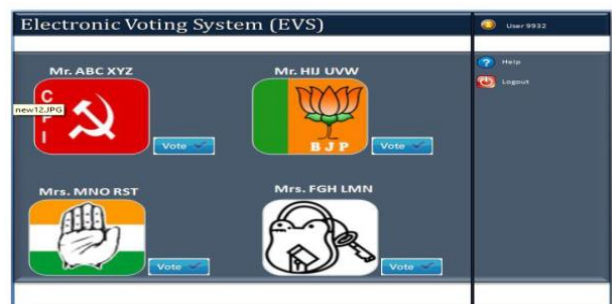 Electronic Voting System (EVS)
User 9932
Help
Logout
Mr. ABC XYZ
Mr. HIJ UVW
C
P
I
new12.JPG
BJP
Vote
Vote
Mrs. MNO RST
Mrs. FGH LMN
Vote
Vote